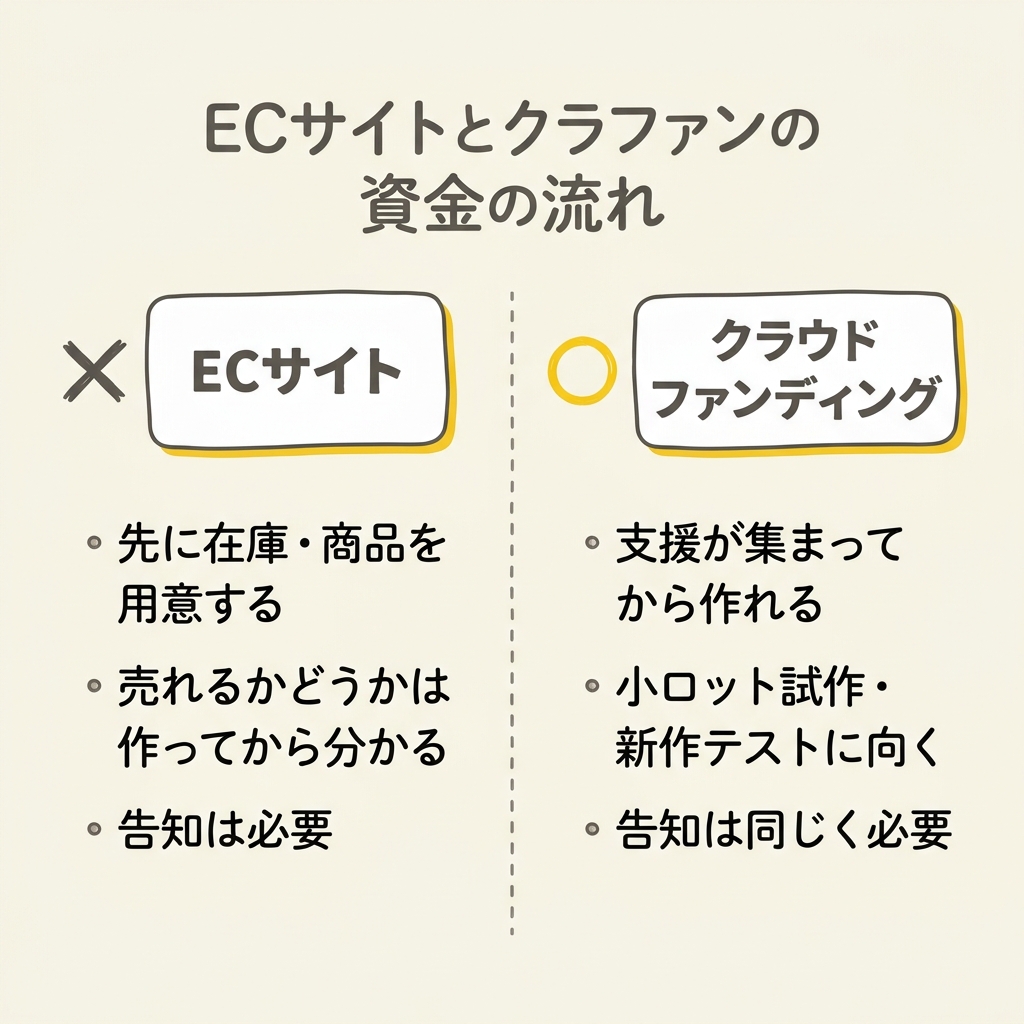 ECサイトとクラファンの
資金の流れ
ECサイト
・先に在庫・商品を
用意する
・売れるかどうかは
作ってから分かる
・告知は必要
クラウド
ファンディング
・支援が集まって
から作れる
・小ロット試作・
新作テストに向く
・告知は同じく必要